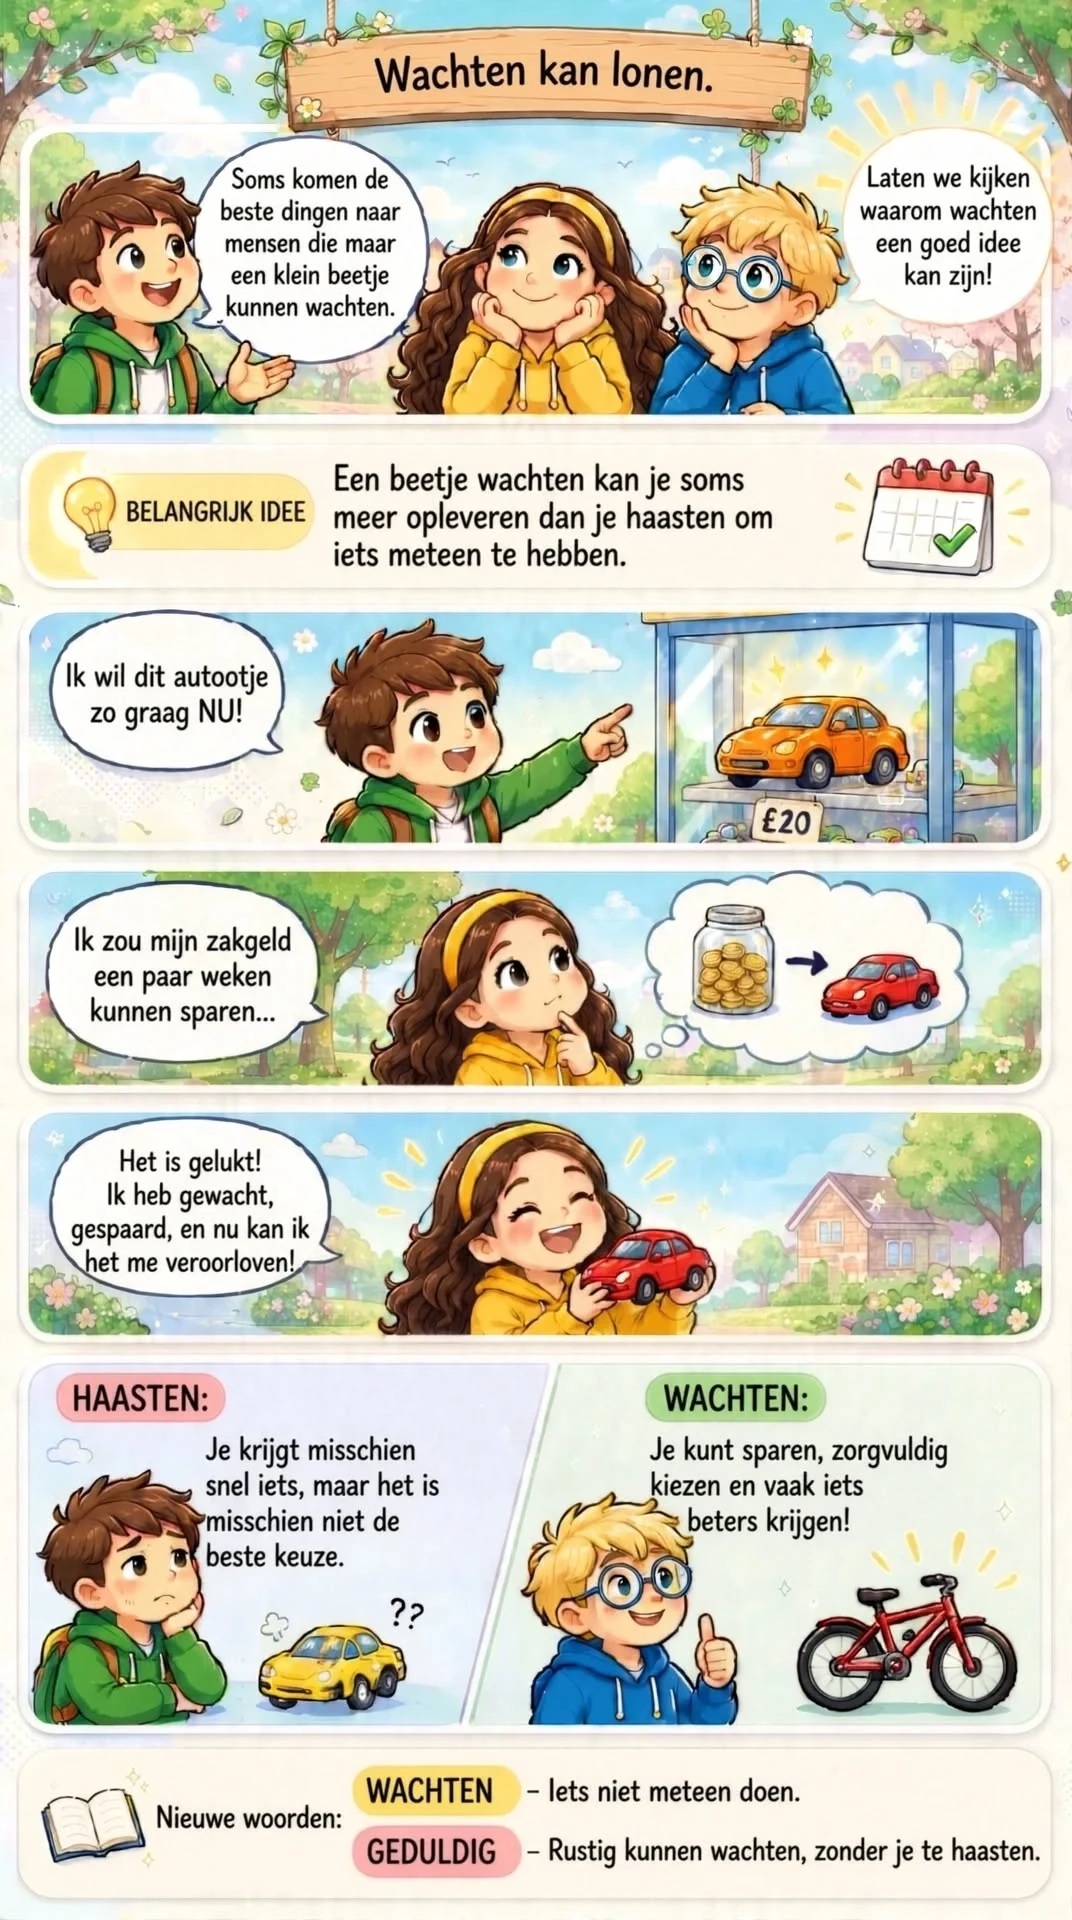 Wachten kan lonen.
Soms komen de
beste dingen naar
mensen die maar
een klein beetje
kunnen wachten.
Laten we kijken
waarom wachten
een goed idee
kan zijn!
BELANGRIJK IDEE
Een beetje wachten kan je soms
meer opleveren dan je haasten om
iets meteen te hebben.
Ik wil dit autootje
zo graag NU!
£20
Ik zou mijn zakgeld
een paar weken
kunnen sparen...
Het is gelukt!
Ik heb gewacht,
gespaard, en nu kan ik
het me veroorloven!
HAASTEN:
Je krijgt misschien
snel iets, maar het is
misschien niet de
beste keuze.
??
WACHTEN:
Je kunt sparen, zorgvuldig
kiezen en vaak iets
beters krijgen!
Nieuwe woorden:
WACHTEN – Iets niet meteen doen.
GEDULDIG – Rustig kunnen wachten, zonder je te haasten.